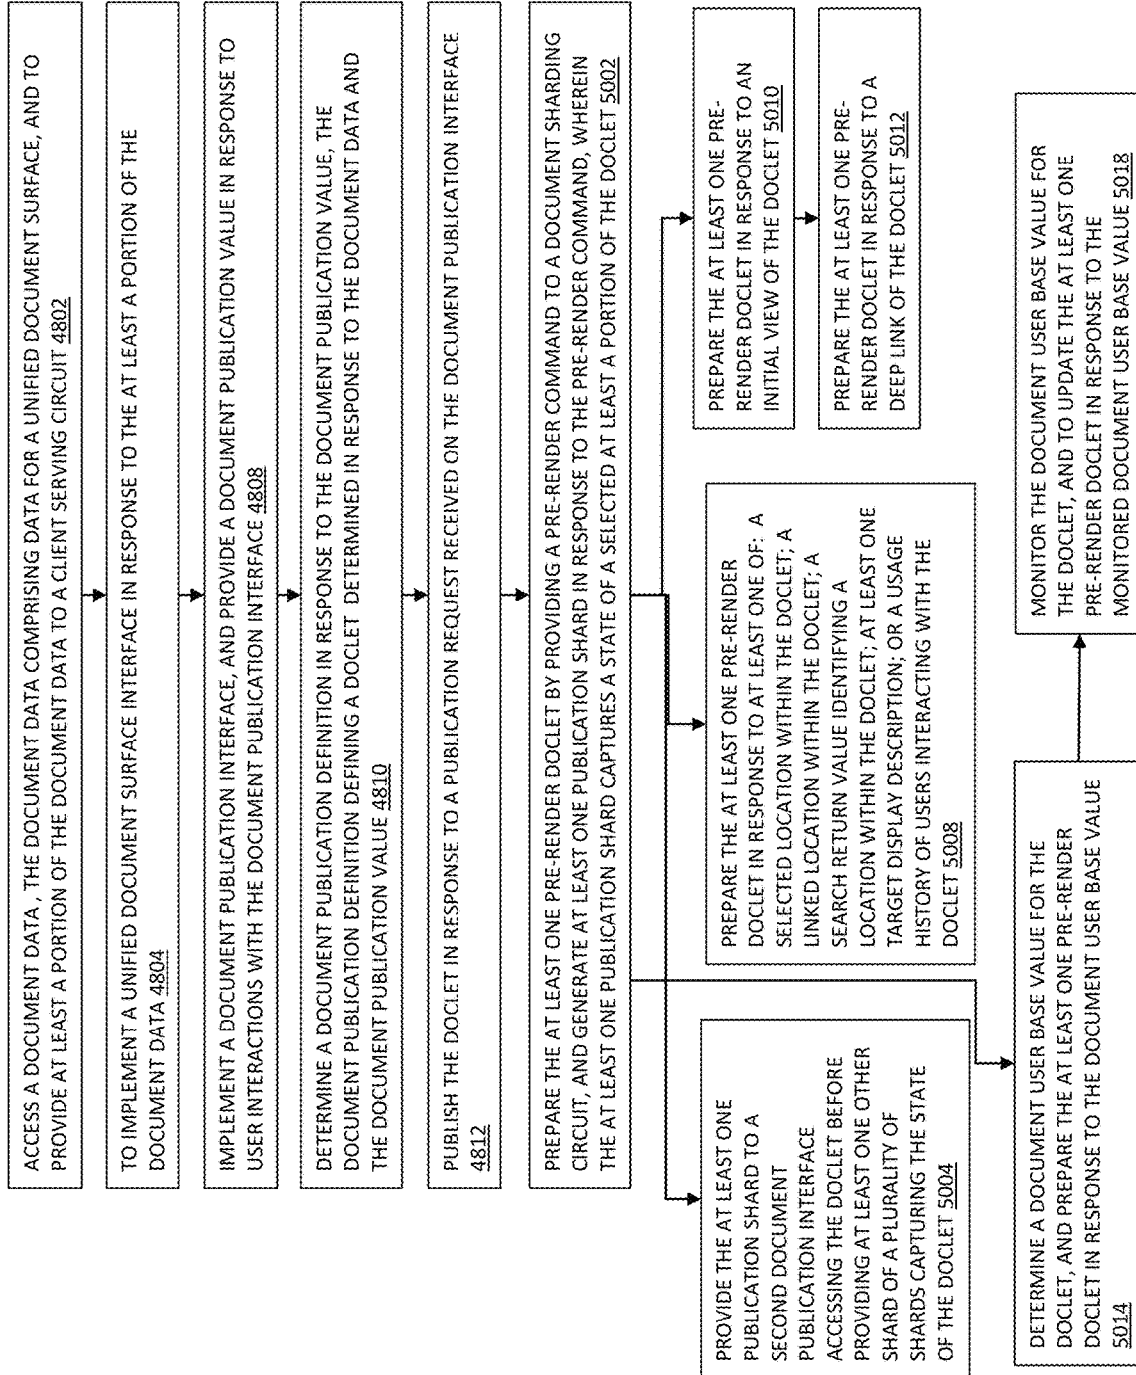 ACCESS A DOCUMENT DATA, THE DOCUMENT DATA COMPRISING DATA FOR A UNIFIED DOCUMENT SURFACE, AND TO
PROVIDE AT LEAST A PORTION OF THE DOCUMENT DATA TO A CLIENT SERVING CIRCUIT 4802
TO IMPLEMENT A UNIFIED DOCUMENT SURFACE INTERFACE IN RESPONSE TO THE AT LEAST A PORTION OF THE
DOCUMENT DATA 4804
IMPLEMENT A DOCUMENT PUBLICATION INTERFACE, AND PROVIDE A DOCUMENT PUBLICATION VALUE IN RESPONSE TO
USER INTERACTIONS WITH THE DOCUMENT PUBLICATION INTERFACE 4808
DETERMINE A DOCUMENT PUBLICATION DEFINITION IN RESPONSE TO THE DOCUMENT PUBLICATION VALUE, THE
DOCUMENT PUBLICATION DEFINITION DEFINING A DOCLET DETERMINED IN RESPONSE TO THE DOCUMENT DATA AND
THE DOCUMENT PUBLICATION VALUE 4810
PUBLISH THE DOCLET IN RESPONSE TO A PUBLICATION REQUEST RECEIVED ON THE DOCUMENT PUBLICATION INTERFACE
4812
PREPARE THE AT LEAST ONE PRE-RENDER DOCLET BY PROVIDING A PRE-RENDER COMMAND TO A DOCUMENT SHARDING
CIRCUIT, AND GENERATE AT LEAST ONE PUBLICATION SHARD IN RESPONSE TO THE PRE-RENDER COMMAND, WHEREIN
THE AT LEAST ONE PUBLICATION SHARD CAPTURES A STATE OF A SELECTED AT LEAST A PORTION OF THE DOCLET 5002
PROVIDE THE AT LEAST ONE
PUBLICATION SHARD TO A
SECOND DOCUMENT
PUBLICATION INTERFACE
ACCESSING THE DOCLET BEFORE
PROVIDING AT LEAST ONE OTHER
SHARD OF A PLURALITY OF
SHARDS CAPTURING THE STATE
OF THE DOCLET 5004
PREPARE THE AT LEAST ONE PRE-RENDER
DOCLET IN RESPONSE TO AT LEAST ONE OF: A
SELECTED LOCATION WITHIN THE DOCLET; A
LINKED LOCATION WITHIN THE DOCLET; A
SEARCH RETURN VALUE IDENTIFYING A
LOCATION WITHIN THE DOCLET; AT LEAST ONE
TARGET DISPLAY DESCRIPTION; OR A USAGE
HISTORY OF USERS INTERACTING WITH THE
DOCLET 5008
PREPARE THE AT LEAST ONE PRE-
RENDER DOCLET IN RESPONSE TO AN
INITIAL VIEW OF THE DOCLET 5010
PREPARE THE AT LEAST ONE PRE-
RENDER DOCLET IN RESPONSE TO A
DEEP LINK OF THE DOCLET 5012
DETERMINE A DOCUMENT USER BASE VALUE FOR THE
DOCLET, AND PREPARE THE AT LEAST ONE PRE-RENDER
DOCLET IN RESPONSE TO THE DOCUMENT USER BASE VALUE
5014
MONITOR THE DOCUMENT USER BASE VALUE FOR
THE DOCLET, AND TO UPDATE THE AT LEAST ONE
PRE-RENDER DOCLET IN RESPONSE TO THE
MONITORED DOCUMENT USER BASE VALUE 5018